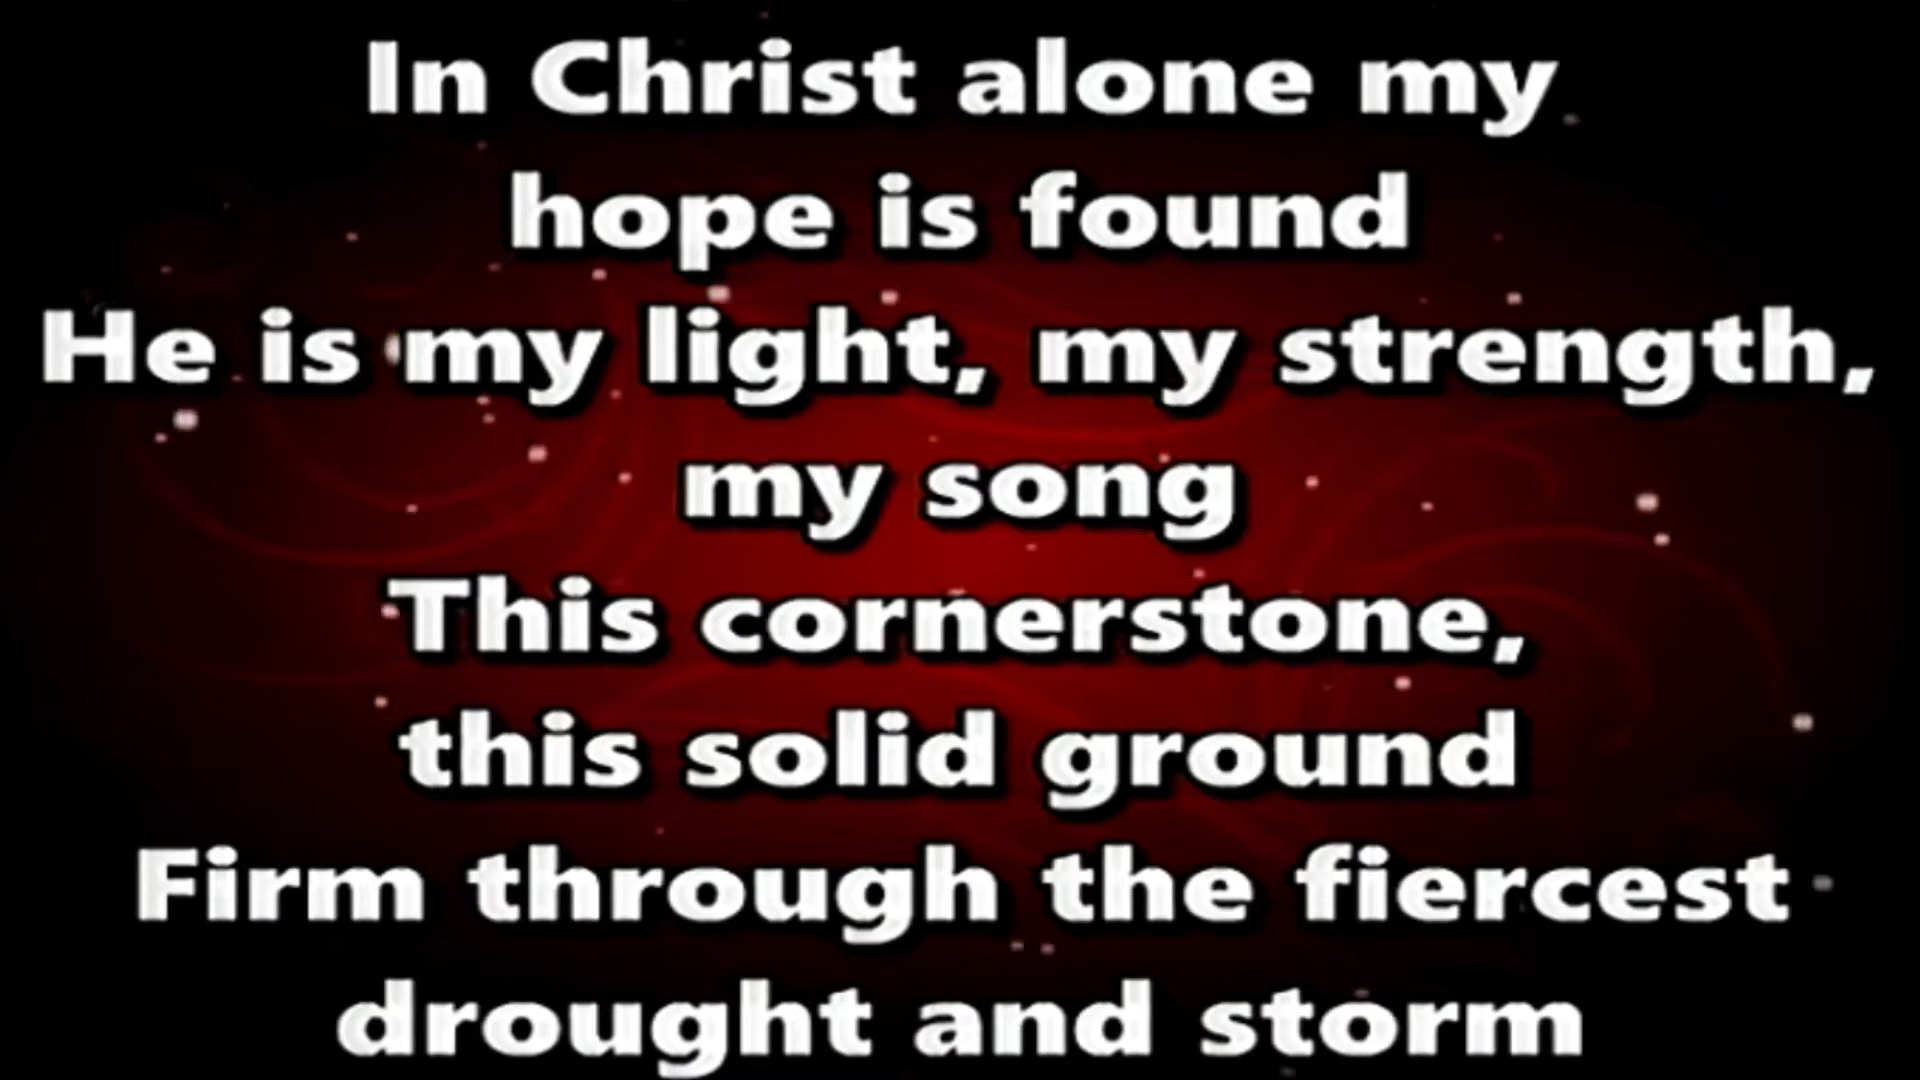 In Christ alone my
hope is found
He is my light, my strength,
my song
This cornerstone,
this solid ground
Firm through the fiercest
drought and storm